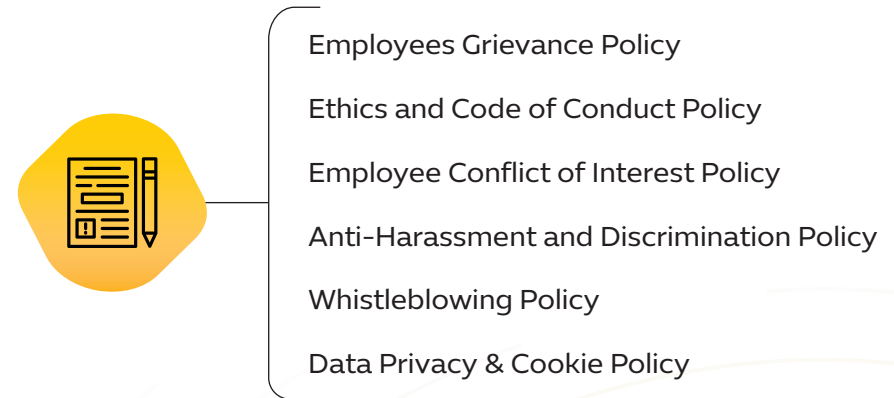 Employees Grievance Policy
Ethics and Code of Conduct Policy
Employee Conflict of Interest Policy
Anti-Harassment and Discrimination Policy
Whistleblowing Policy
Data Privacy & Cookie Policy